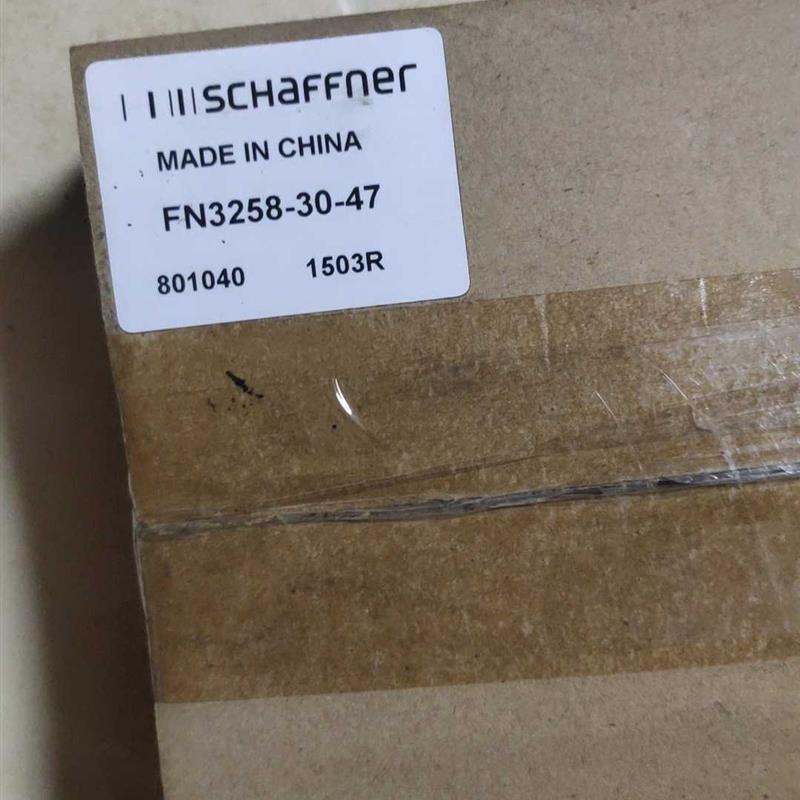 SCHAFFNER
MADE IN CHINA
FN3258-30-47
801040 1503R